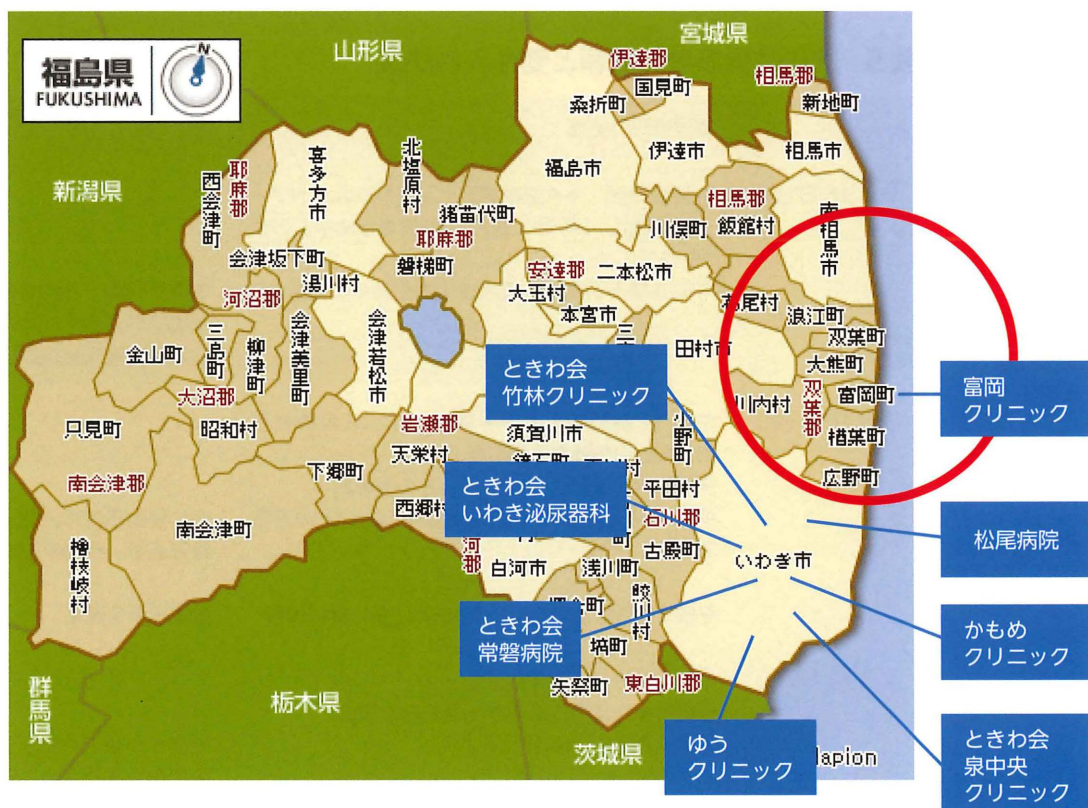 福島県
FUKUSHIMA
N
山形県
宮城県
新潟県
群馬県
栃木県
茨城県
伊達郡
国見町
桑折町
相馬郡
新地町
福島市
伊達市
相馬市
北塩原村
喜多方市
耶麻郡
西会津町
猪苗代町
耶麻郡
磐梯町
会津坂下町
湯川村
河沼郡
相馬郡
飯館村
川俣町
南相馬市
安達郡
二本松市
大玉村
本宮市
葛尾村
浪江町
双葉町
大熊町
田村市
金山町
三島町
柳津町
会津美里町
会津若松市
大沼郡
昭和村
只見町
南会津郡
下郷町
南会津町
檜枝岐村
岩瀬郡
天栄村
須賀川市
西郷村
白河市
小野町
平田村
石川郡
古殿町
浅川町
鮫川村
塙町
矢祭町
東白川郡
川内村
双葉郡
富岡町
楢葉町
広野町
いわき市
ときわ会
竹林クリニック
ときわ会
いわき泌尿器科
ときわ会
常磐病院
ゆう
クリニック
富岡
クリニック
松尾病院
かもめ
クリニック
ときわ会
泉中央
クリニック